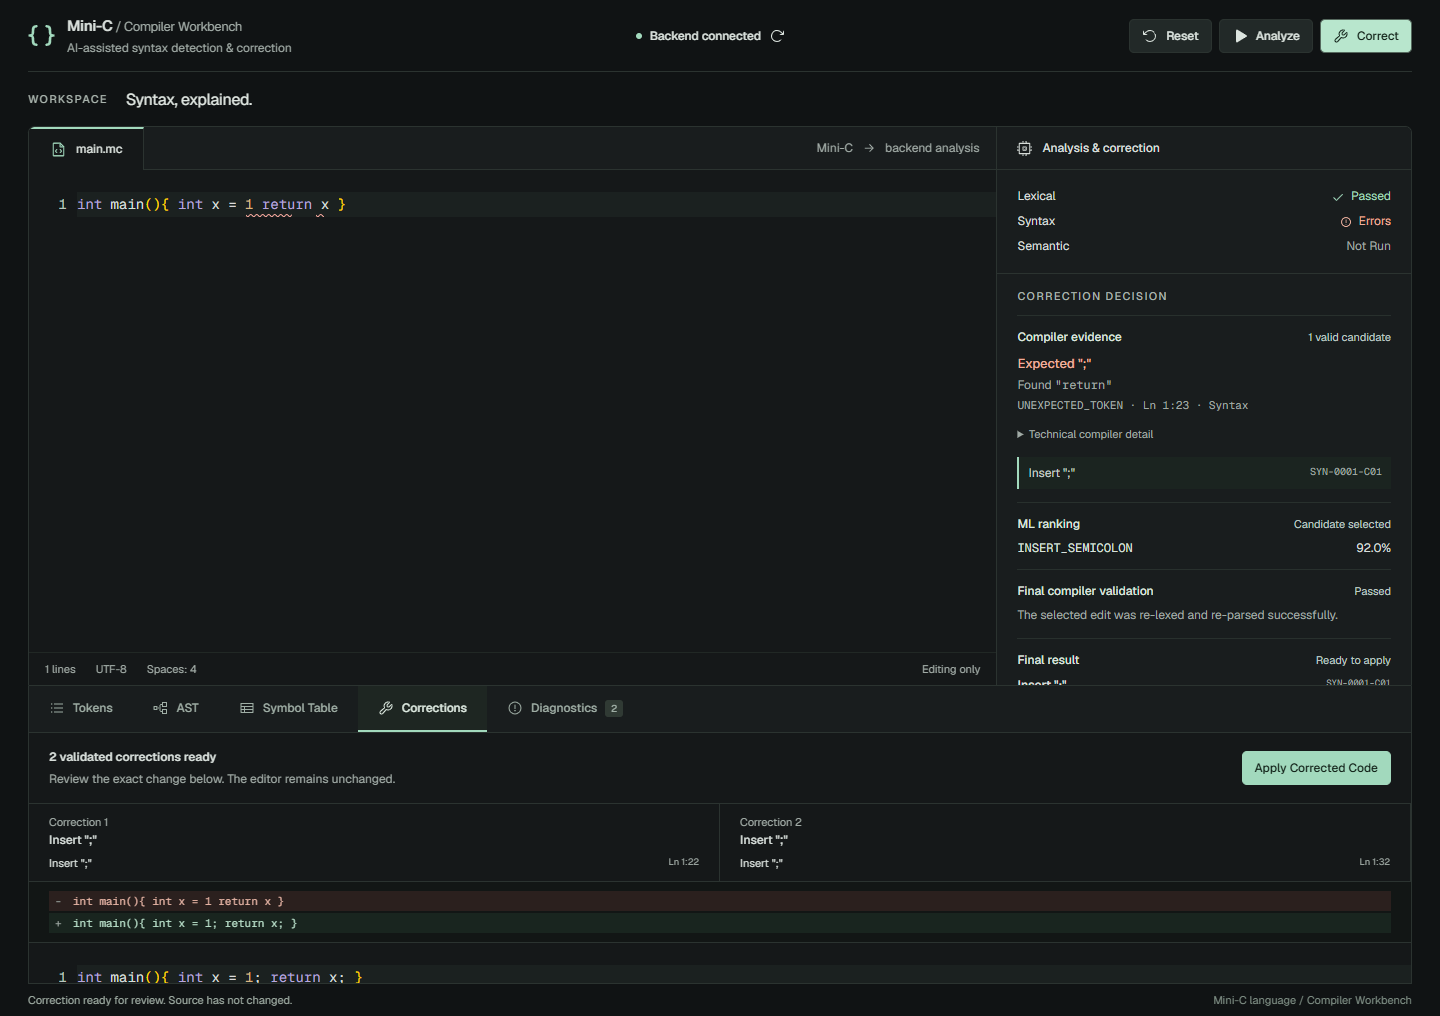 { } Mini-C / Compiler Workbench
AI-assisted syntax detection & correction
Backend connected
Reset
Analyze
Correct
WORKSPACE Syntax, explained.
main.mc
Mini-C → backend analysis
1 int main(){ int x = 1 return x }
1 lines UTF-8 Spaces: 4
Editing only
Analysis & correction
Lexical Passed
Syntax Errors
Semantic Not Run
CORRECTION DECISION
Compiler evidence 1 valid candidate
Expected ";"
Found "return"
UNEXPECTED_TOKEN · Ln 1:23 · Syntax
Technical compiler detail
Insert ";" SYN-0001-C01
ML ranking Candidate selected
INSERT_SEMICOLON 92.0%
Final compiler validation Passed
The selected edit was re-lexed and re-parsed successfully.
Final result Ready to apply
Insert ";" SYN-0001-C01
Tokens
AST
Symbol Table
Corrections
Diagnostics 2
2 validated corrections ready
Review the exact change below. The editor remains unchanged.
Apply Corrected Code
Correction 1
Insert ";"
Insert ";" Ln 1:22
Correction 2
Insert ";"
Insert ";" Ln 1:32
- int main(){ int x = 1 return x }
+ int main(){ int x = 1; return x; }
1 int main(){ int x = 1; return x; }
Correction ready for review. Source has not changed.
Mini-C language / Compiler Workbench